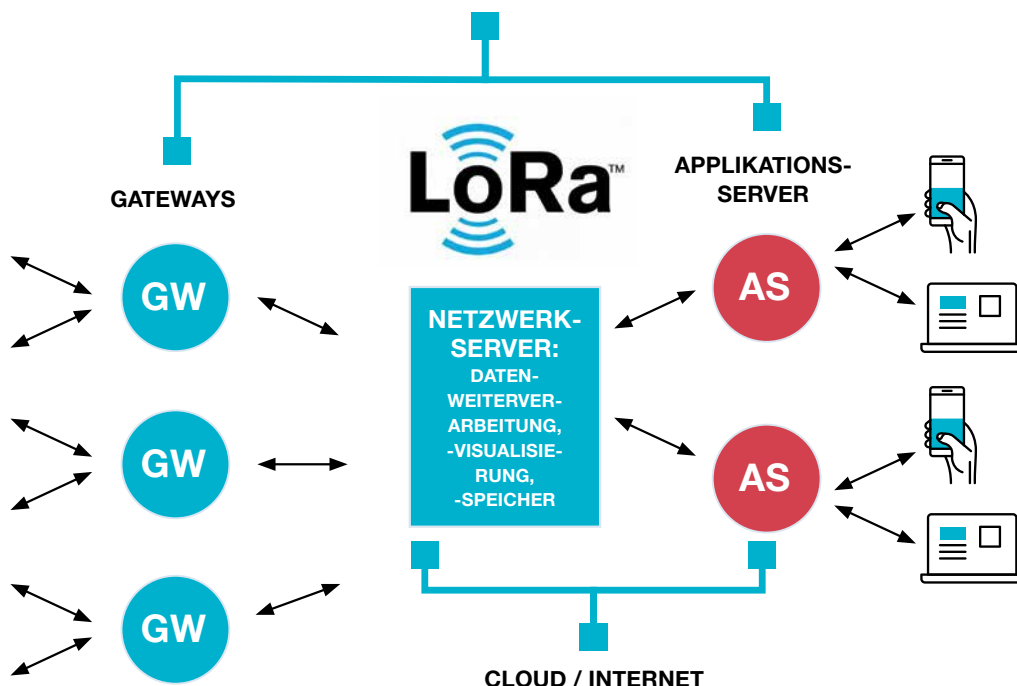 LoRa™
GATEWAYS
APPLIKATIONS-
SERVER
GW
AS
NETZWERK-
SERVER:
DATEN-
WEITERVER-
ARBEITUNG,
-VISUALISIE-
RUNG,
-SPEICHER
GW
AS
GW
CLOUD / INTERNET